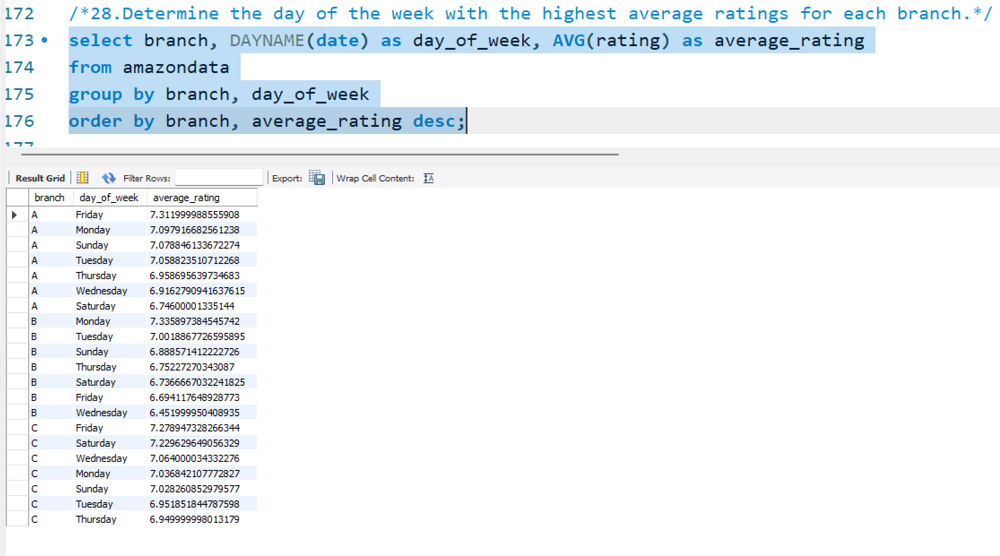 172 /*28.Determine the day of the week with the highest average ratings for each branch.*/
173 select branch, DAYNAME(date) as day_of_week, AVG(rating) as average_rating
174 from amazondata
175 group by branch, day_of_week
176 order by branch, average_rating desc;
177
Result Grid Filter Rows: Export: Wrap Cell Content: IA
branch day_of_week average_rating
A Friday 7.311999988555908
A Monday 7.097916682561238
A Sunday 7.078846133672274
A Tuesday 7.058823510712268
A Thursday 6.958695639734683
A Wednesday 6.9162790941637615
A Saturday 6.74600001335144
B Monday 7.335897384545742
B Tuesday 7.0018867726595895
B Sunday 6.888571412222726
B Thursday 6.75227270343087
B Saturday 6.7366667032241825
B Friday 6.694117648928773
B Wednesday 6.451999950408935
C Friday 7.278947328266344
C Saturday 7.229629649056329
C Wednesday 7.064000034332276
C Monday 7.036842107772827
C Sunday 7.028260852979577
C Tuesday 6.951851844787598
C Thursday 6.949999998013179